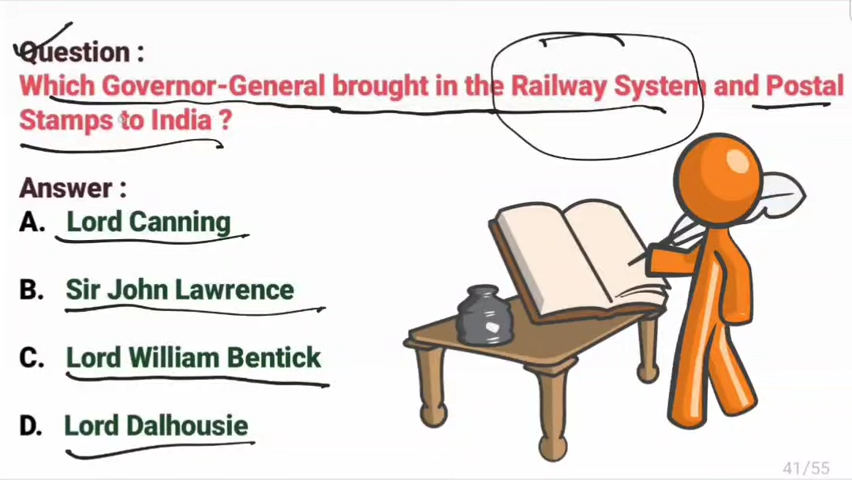 Question :
Which Governor-General brought in the Railway System and Postal
Stamps to India ?
Answer :
A. Lord Canning
B. Sir John Lawrence
C. Lord William Bentick
D. Lord Dalhousie
41/55